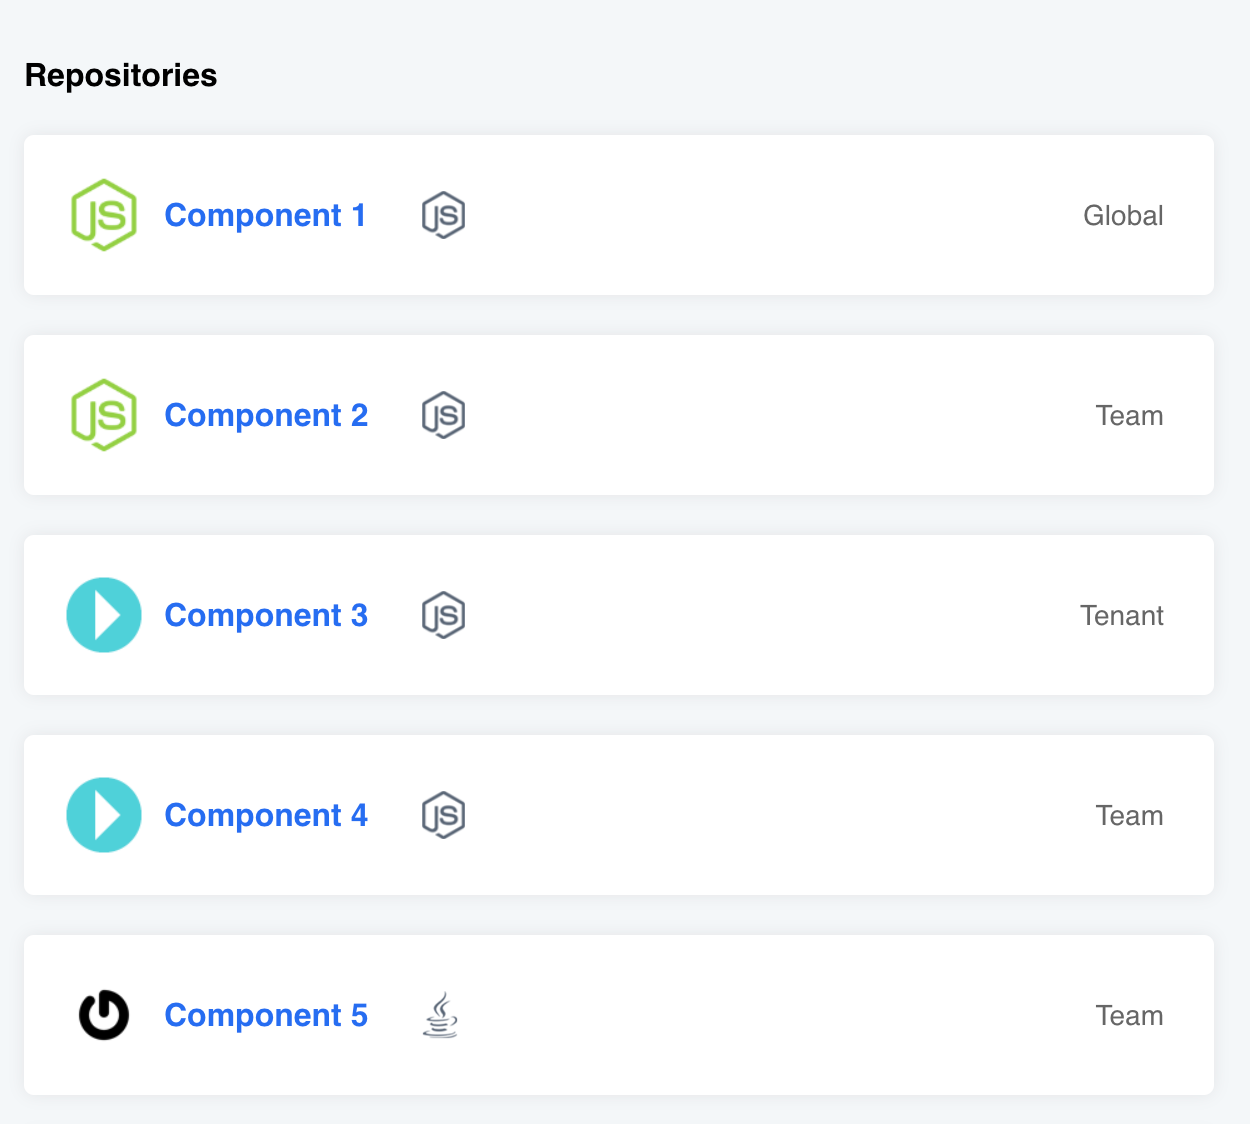 Repositories
JS Component 1 JS Global
JS Component 2 JS Team
Component 3 JS Tenant
Component 4 JS Team
Component 5 Team